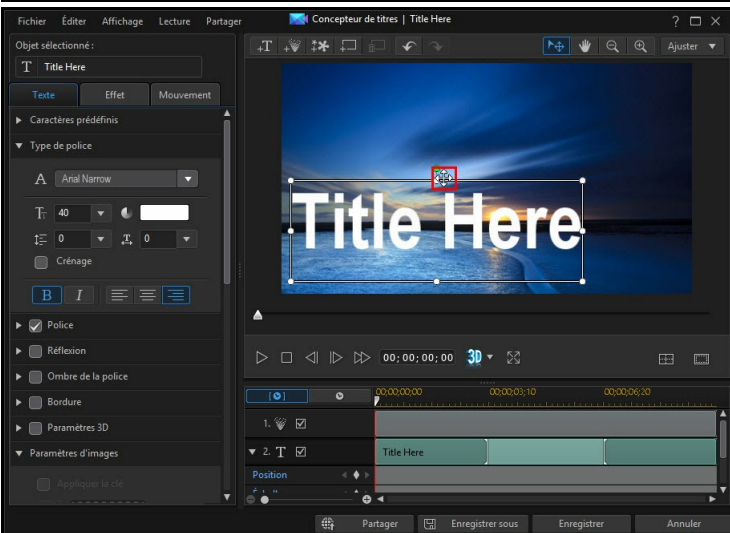 Fichier Éditer Affichage Lecture Partager Concepteur de titres | Title Here ?
Objet sélectionné :
T Title Here
Texte Effet Mouvement
Caractères prédéfinis
Type de police
A Arial Narrow
40
0 0
Crénage
B I
Police
Réflexion
Ombre de la police
Bordure
Paramètres 3D
Paramètres d'images
Appliquer la clé
Ajuster
Title Here
00;00;00;00 3D
00;00;00;00 00;00;03;10 00;00;06;20
1.
2. T Title Here
Position
Partager Enregistrer sous Enregistrer Annuler